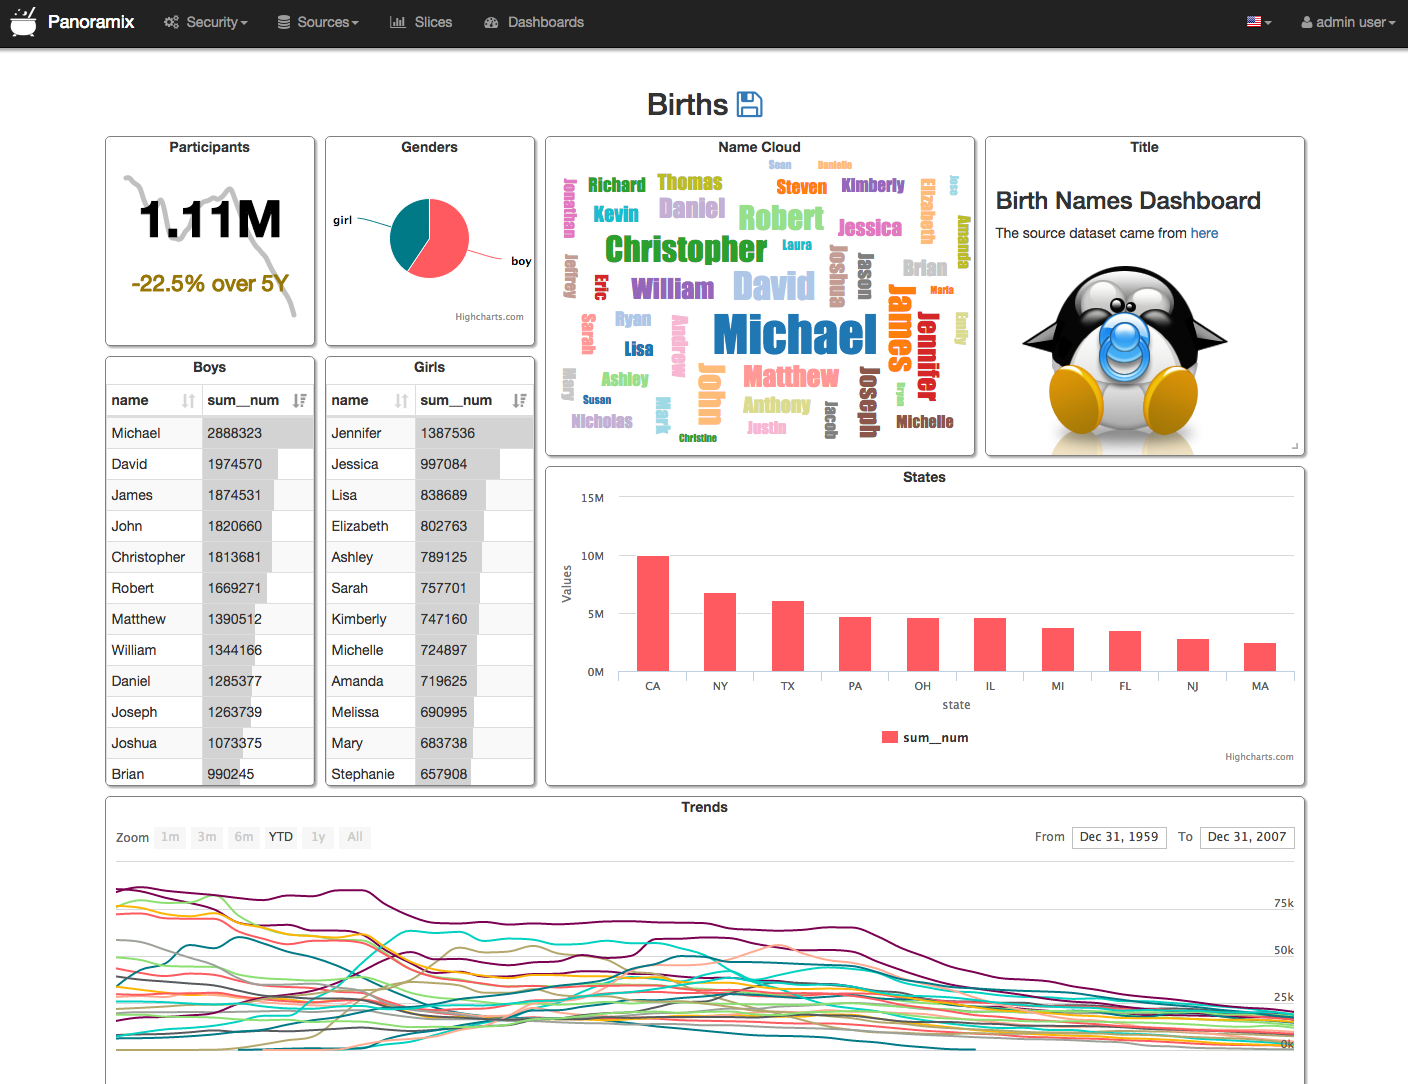 Panoramix Security Sources Slices Dashboards admin user
Births
Participants
1.11M
-22.5% over 5Y
Genders
girl
boy
Highcharts.com
Name Cloud
Sean Danielle
Jonathan Richard Thomas Steven Kimberly Elizabeth Jose
Kevin Daniel Robert Jessica Amanda
Christopher Laura
Jeffrey Eric William David Joshua Jason Brian Maria
Sarah Ryan Andrew Michael James Jennifer Emily
Lisa
Mary Ashley John Matthew Joseph Bryan
Susan Mark Anthony Jacob Michelle
Nicholas Justin
Christine
Title
Birth Names Dashboard
The source dataset came from here
Boys
name sum__num
Michael 2888323
David 1974570
James 1874531
John 1820660
Christopher 1813681
Robert 1669271
Matthew 1390512
William 1344166
Daniel 1285377
Joseph 1263739
Joshua 1073375
Brian 990245
Girls
name sum__num
Jennifer 1387536
Jessica 997084
Lisa 838689
Elizabeth 802763
Ashley 789125
Sarah 757701
Kimberly 747160
Michelle 724897
Amanda 719625
Melissa 690995
Mary 683738
Stephanie 657908
States
15M
10M
5M
0M
Values
CA NY TX PA OH IL MI FL NJ MA
state
sum__num
Highcharts.com
Trends
Zoom 1m 3m 6m YTD 1y All From Dec 31, 1959 To Dec 31, 2007
75k
50k
25k
0k